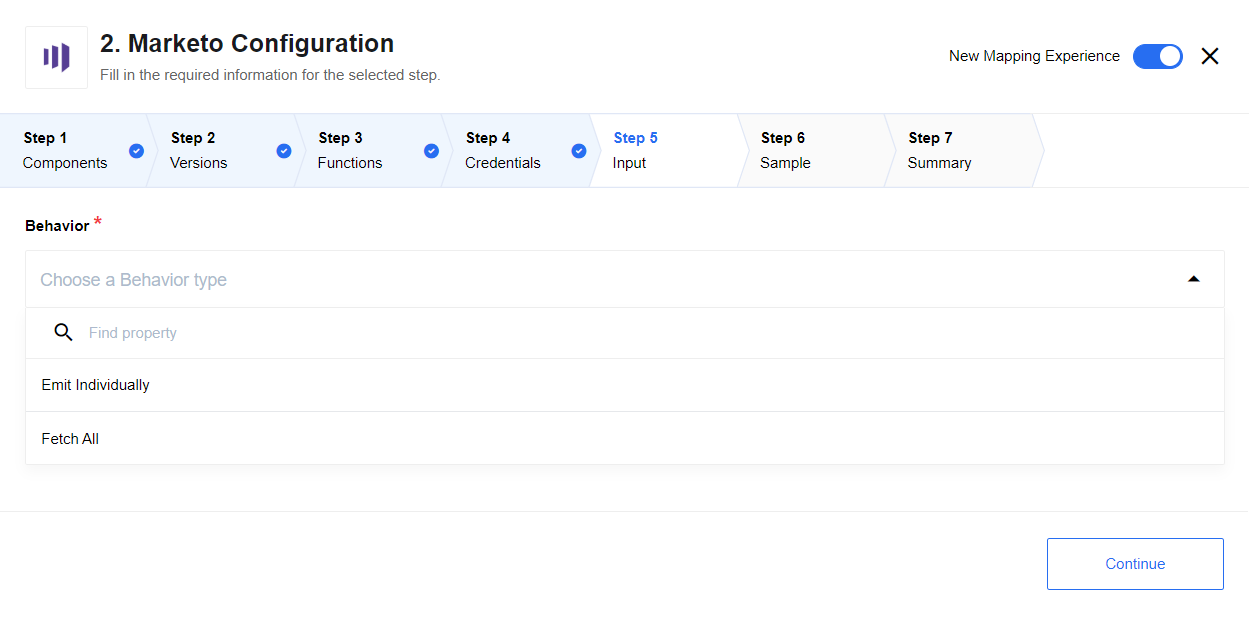 2. Marketo Configuration
Fill in the required information for the selected step.
New Mapping Experience
Step 1
Components
Step 2
Versions
Step 3
Functions
Step 4
Credentials
Step 5
Input
Step 6
Sample
Step 7
Summary
Behavior *
Choose a Behavior type
Find property
Emit Individually
Fetch All
Continue